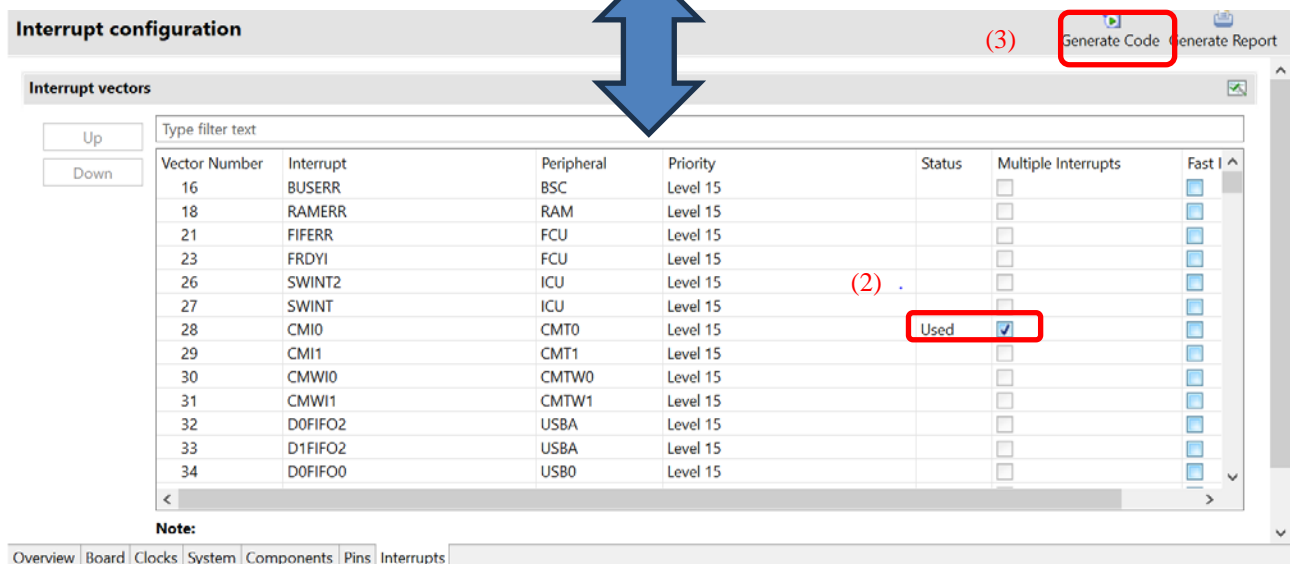 Interrupt configuration
(3)
Generate Code Generate Report
Interrupt vectors
Up
Down
Type filter text
Vector Number Interrupt Peripheral Priority Status Multiple Interrupts Fast I
16 BUSERR BSC Level 15
18 RAMERR RAM Level 15
21 FIFERR FCU Level 15
23 FRDYI FCU Level 15
26 SWINT2 ICU Level 15
(2) .
27 SWINT ICU Level 15
28 CMI0 CMT0 Level 15 Used
29 CMI1 CMT1 Level 15
30 CMWI0 CMTW0 Level 15
31 CMWI1 CMTW1 Level 15
32 D0FIFO2 USBA Level 15
33 D1FIFO2 USBA Level 15
34 D0FIFO0 USB0 Level 15
Note:
Overview Board Clocks System Components Pins Interrupts